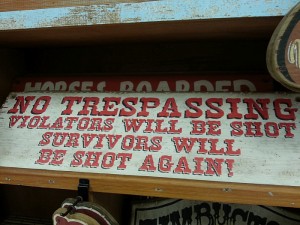 HORSES BOARDED
NO TRESPASSING
VIOLATORS WILL BE SHOT
SURVIVORS WILL
BE SHOT AGAIN!